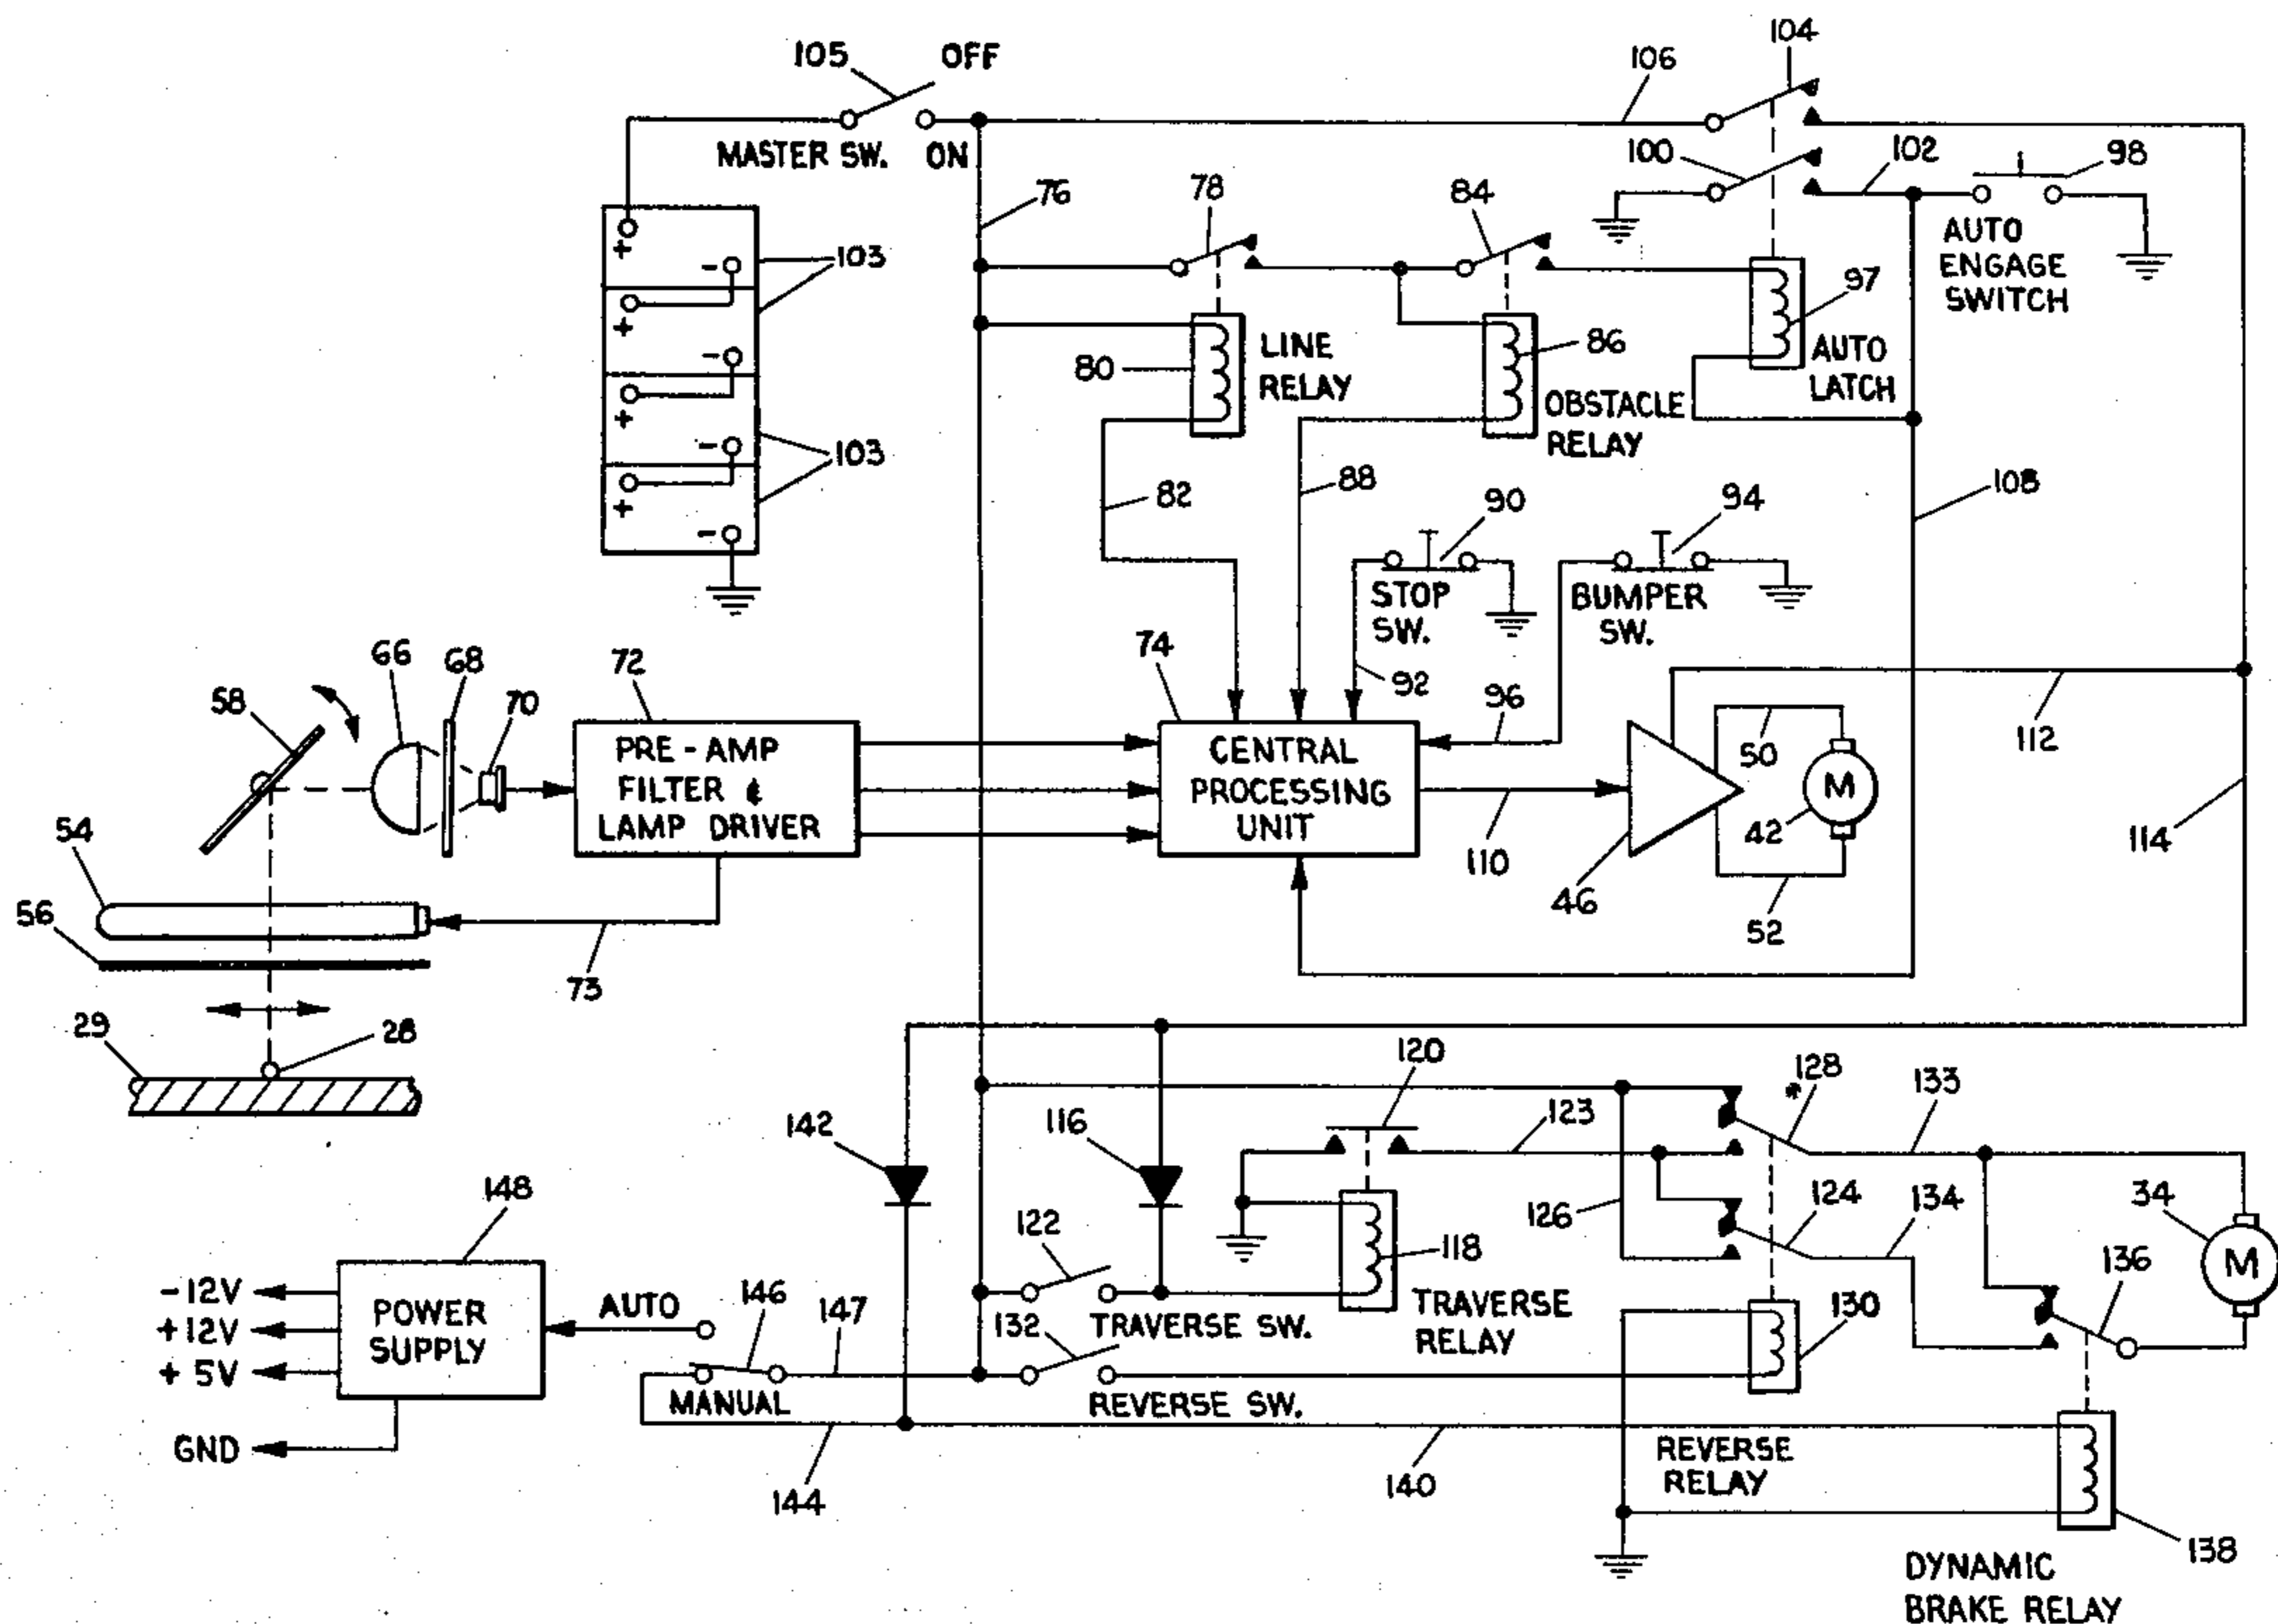 104
105
OFF
106
MASTER SW.
ON
100
102
98
76
78
84
AUTO
ENGAGE
SWITCH
103
+
-
+
-
+
-
+
-
103
80
LINE
RELAY
86
OBSTACLE
RELAY
97
AUTO
LATCH
82
88
90
94
108
STOP
SW.
BUMPER
SW.
66
68
58
70
72
74
92
96
112
PRE-AMP
FILTER &
LAMP DRIVER
CENTRAL
PROCESSING
UNIT
50
M
42
110
46
52
114
54
56
73
29
28
120
*128
133
142
116
123
148
122
126
124
134
34
M
118
136
-12V
+12V
+ 5V
GND
POWER
SUPPLY
AUTO
146
147
132
TRAVERSE SW.
TRAVERSE
RELAY
130
MANUAL
REVERSE SW.
144
140
REVERSE
RELAY
138
DYNAMIC
BRAKE RELAY